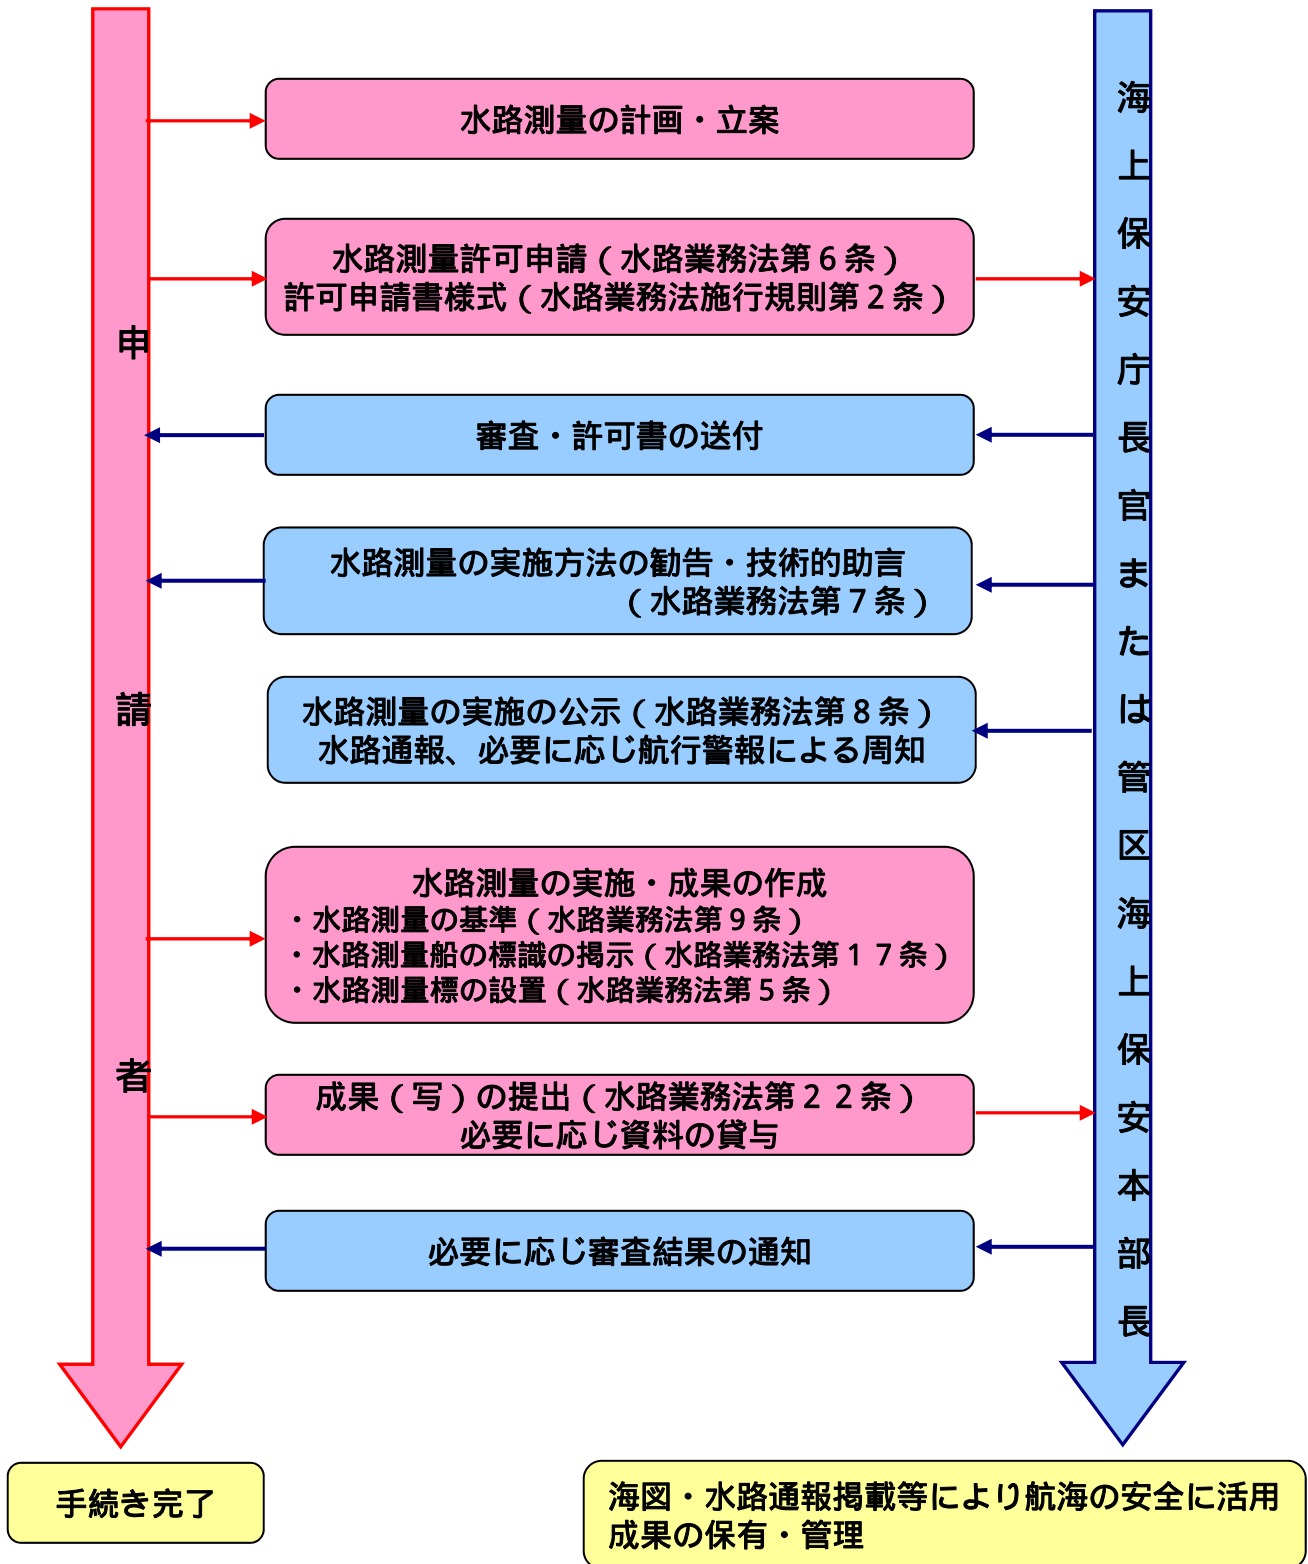 水路測量の計画・立案
水路測量許可申請（水路業務法第６条）
許可申請書様式（水路業務法施行規則第２条）
審査・許可書の送付
水路測量の実施方法の勧告・技術的助言
（水路業務法第７条）
水路測量の実施の公示（水路業務法第８条）
水路通報、必要に応じ航行警報による周知
水路測量の実施・成果の作成
・水路測量の基準（水路業務法第９条）
・水路測量船の標識の掲示（水路業務法第１７条）
・水路測量標の設置（水路業務法第５条）
成果（写）の提出（水路業務法第２２条）
必要に応じ資料の貸与
必要に応じ審査結果の通知
申請者
海上保安庁長官または管区海上保安本部長
手続き完了
海図・水路通報掲載等により航海の安全に活用
成果の保有・管理